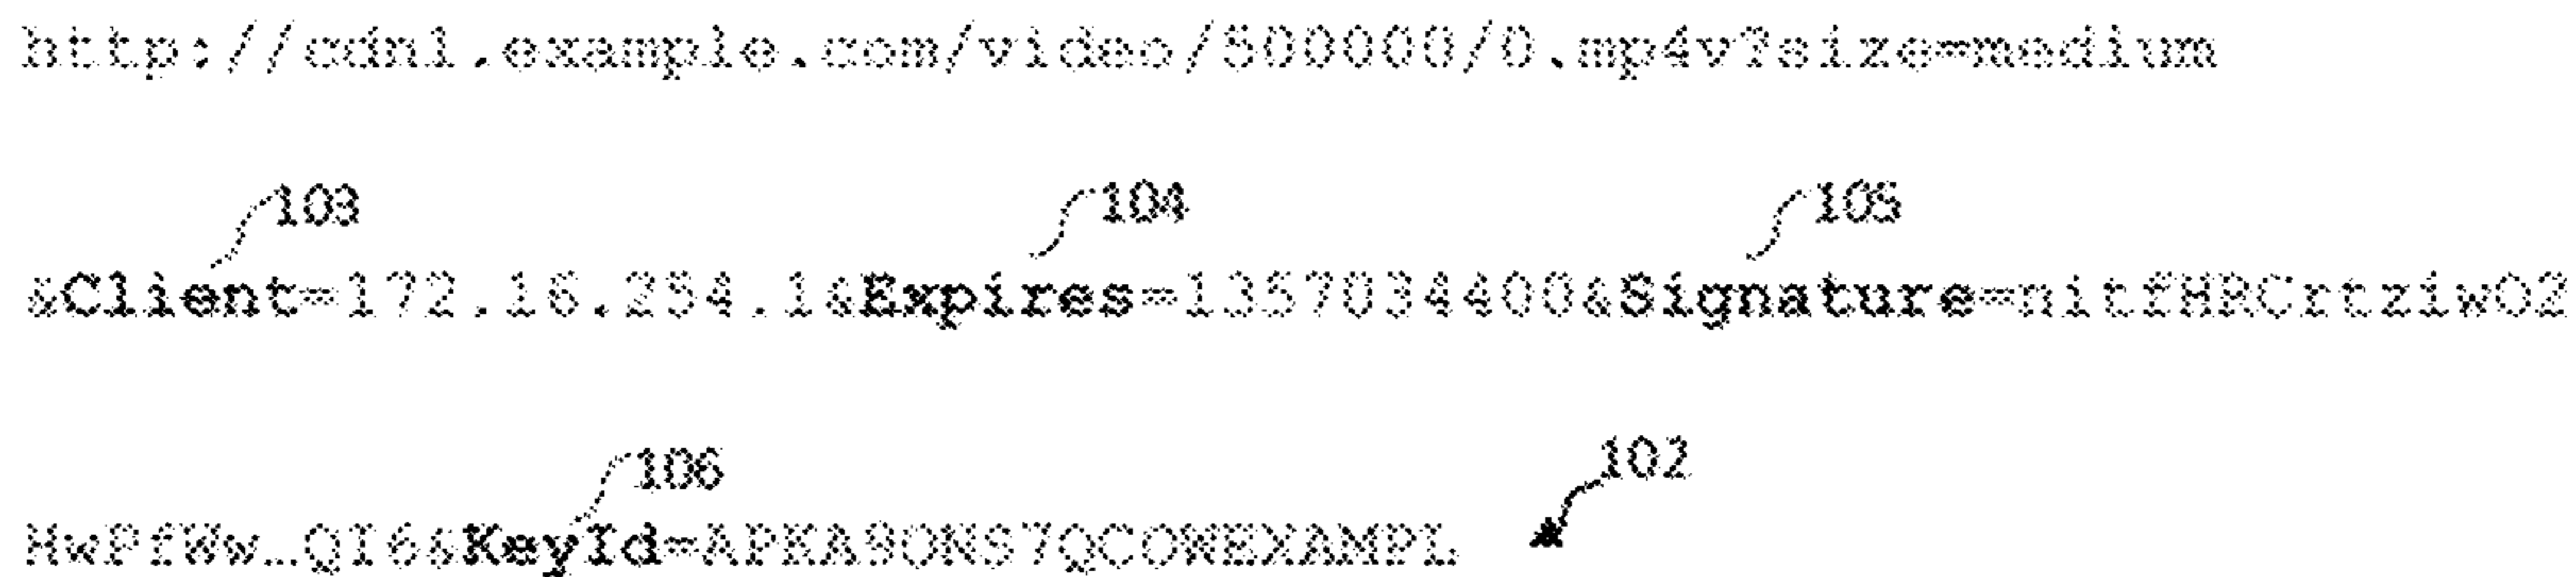 http://cdn1.example.com/video/500000/0.mp4v?size=medium
103 104 105
&Client=172.16.254.1&Expires=1357034400&Signature=nitfHRCrtziwO2
106 102
HwPfWw…QI6&KeyId=APKA9ONS7QCOWEXAMPL